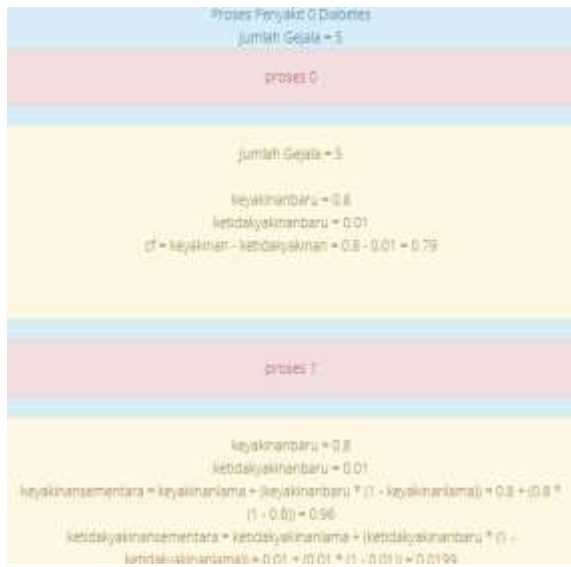 Proses Penyakit 0 Diabetes
Jumlah Gejala = 5
proses 0
Jumlah Gejala = 5
keyakinanbaru = 0.8
ketidakyakinanbaru = 0.01
cf = keyakinan - ketidakyakinan = 0.8 - 0.01 = 0.79
proses 1
keyakinanbaru = 0.8
ketidakyakinanbaru = 0.01
keyakinansementara = keyakinanlama + (keyakinanbaru * (1 - keyakinanlama)) = 0.8 + (0.8 *
(1 - 0.8)) = 0.96
ketidakyakinansementara = ketidakyakinanlama + (ketidakyakinanbaru * (1 -
ketidakyakinanlama)) = 0.01 + (0.01 * (1 - 0.01)) = 0.0199